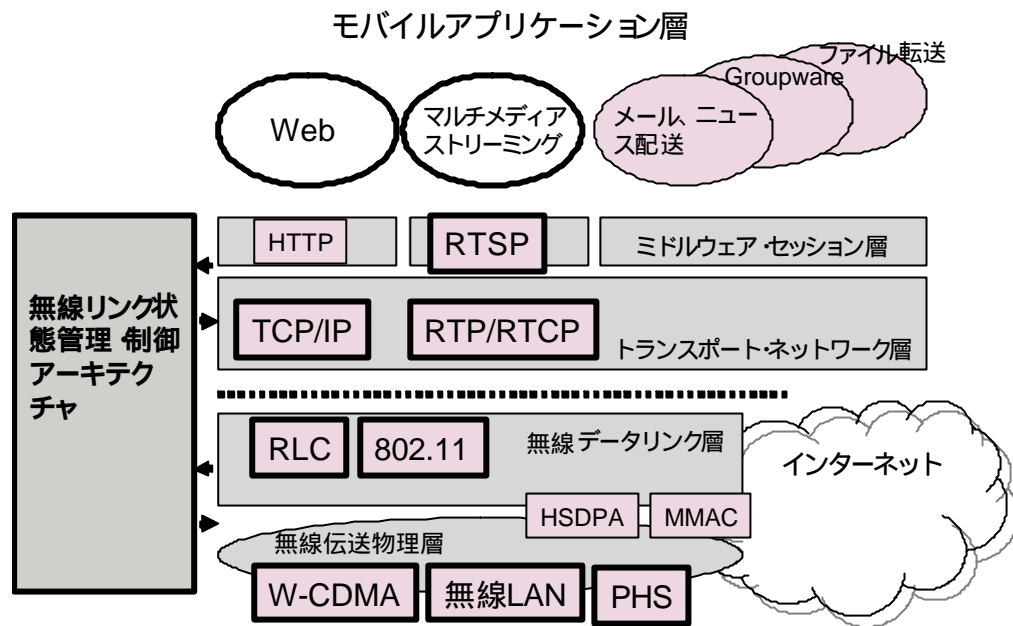 モバイルアプリケーション層
ファイル転送
Groupware
Web
マルチメディア
ストリーミング
メール、ニュー
ス配送
HTTP
RTSP
ミドルウェア・セッション層
無線リンク状
態管理・制御
アーキテク
チャ
TCP/IP
RTP/RTCP
トランスポート・ネットワーク層
RLC
802.11
無線データリンク層
インターネット
HSDPA
MMAC
無線伝送物理層
W-CDMA
無線LAN
PHS